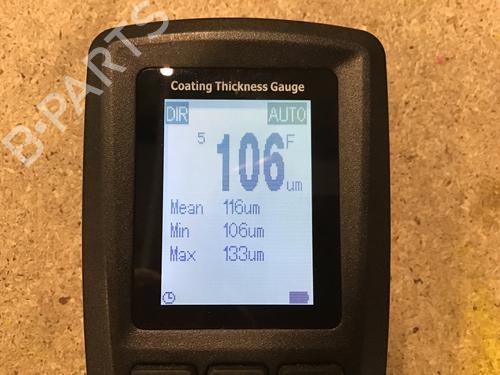 B-PARTS
Coating Thickness Gauge
DIR AUTO
5 106 F um
Mean 116um
Min 106um
Max 133um